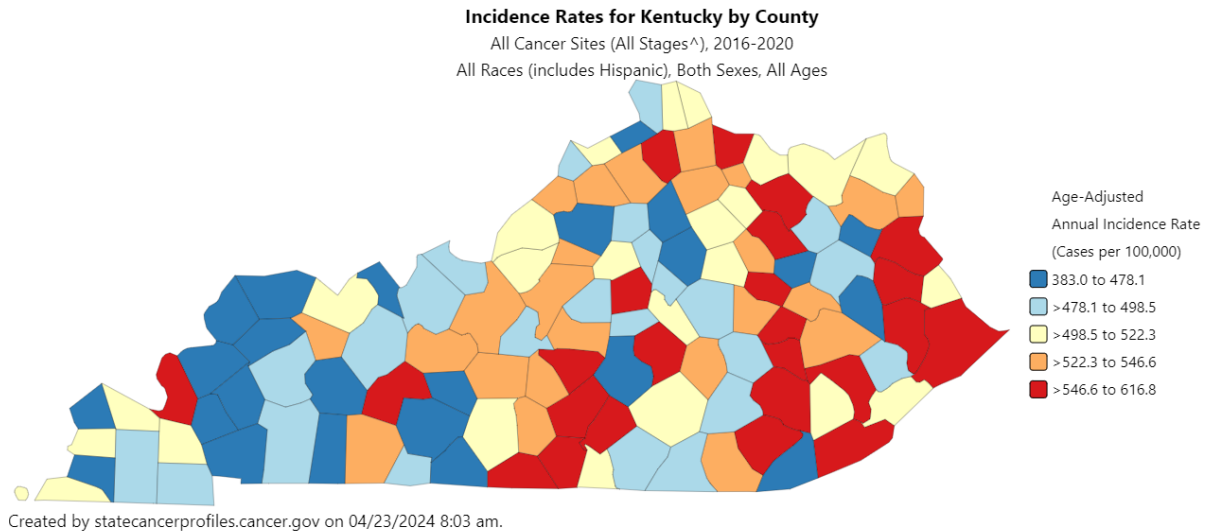 Incidence Rates for Kentucky by County
All Cancer Sites (All Stages^), 2016-2020
All Races (includes Hispanic), Both Sexes, All Ages
Age-Adjusted
Annual Incidence Rate
(Cases per 100,000)
383.0 to 478.1
>478.1 to 498.5
>498.5 to 522.3
>522.3 to 546.6
>546.6 to 616.8
Created by statecancerprofiles.cancer.gov on 04/23/2024 8:03 am.